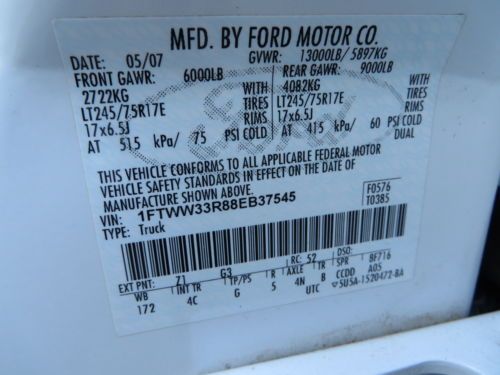 MFD. BY FORD MOTOR CO.
DATE: 05/07 GVWR: 13000LB/ 5897KG
FRONT GAWR: 6000LB REAR GAWR: 9000LB
2722KG WITH 4082KG WITH
LT245/75R17E TIRES LT245/75R17E TIRES
17x6.5J RIMS 17x6.5J RIMS
AT 515 kPa/ 75 PSI COLD AT 415 kPa/ 60 PSI COLD
DUAL
THIS VEHICLE CONFORMS TO ALL APPLICABLE FEDERAL MOTOR
VEHICLE SAFETY STANDARDS IN EFFECT ON THE DATE OF
MANUFACTURE SHOWN ABOVE.
VIN: 1FTWW33R88EB37545 F0576
TYPE: Truck T0385
EXT PNT: Z1 G3 RC: 52 DSO:
WB INT TR TP/PS R AXLE TR SPR 8F716
172 4C G 5 4N B CCDD A05
UTC 5U5A-1520472-BA
Ford